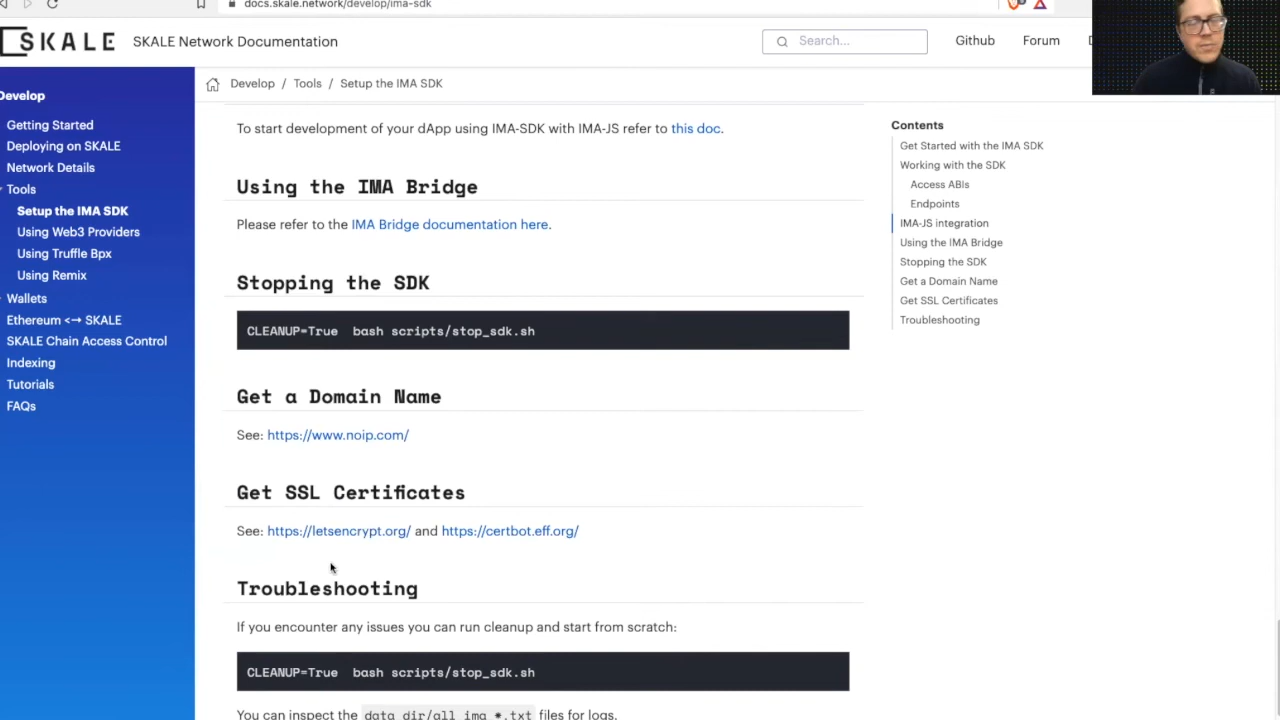 docs.skale.network/develop/ima-sdk
SKALE
SKALE Network Documentation
Search...
Github
Forum
Develop / Tools / Setup the IMA SDK
Develop
Getting Started
Deploying on SKALE
Network Details
Tools
Setup the IMA SDK
Using Web3 Providers
Using Truffle Bpx
Using Remix
Wallets
Ethereum <-> SKALE
SKALE Chain Access Control
Indexing
Tutorials
FAQs
To start development of your dApp using IMA-SDK with IMA-JS refer to this doc.
Using the IMA Bridge
Please refer to the IMA Bridge documentation here.
Stopping the SDK
CLEANUP=True bash scripts/stop_sdk.sh
Get a Domain Name
See: https://www.noip.com/
Get SSL Certificates
See: https://letsencrypt.org/ and https://certbot.eff.org/
Troubleshooting
If you encounter any issues you can run cleanup and start from scratch:
CLEANUP=True bash scripts/stop_sdk.sh
You can inspect the data_dir/all_ima_*.txt files for logs.
Contents
Get Started with the IMA SDK
Working with the SDK
Access ABIs
Endpoints
IMA-JS integration
Using the IMA Bridge
Stopping the SDK
Get a Domain Name
Get SSL Certificates
Troubleshooting